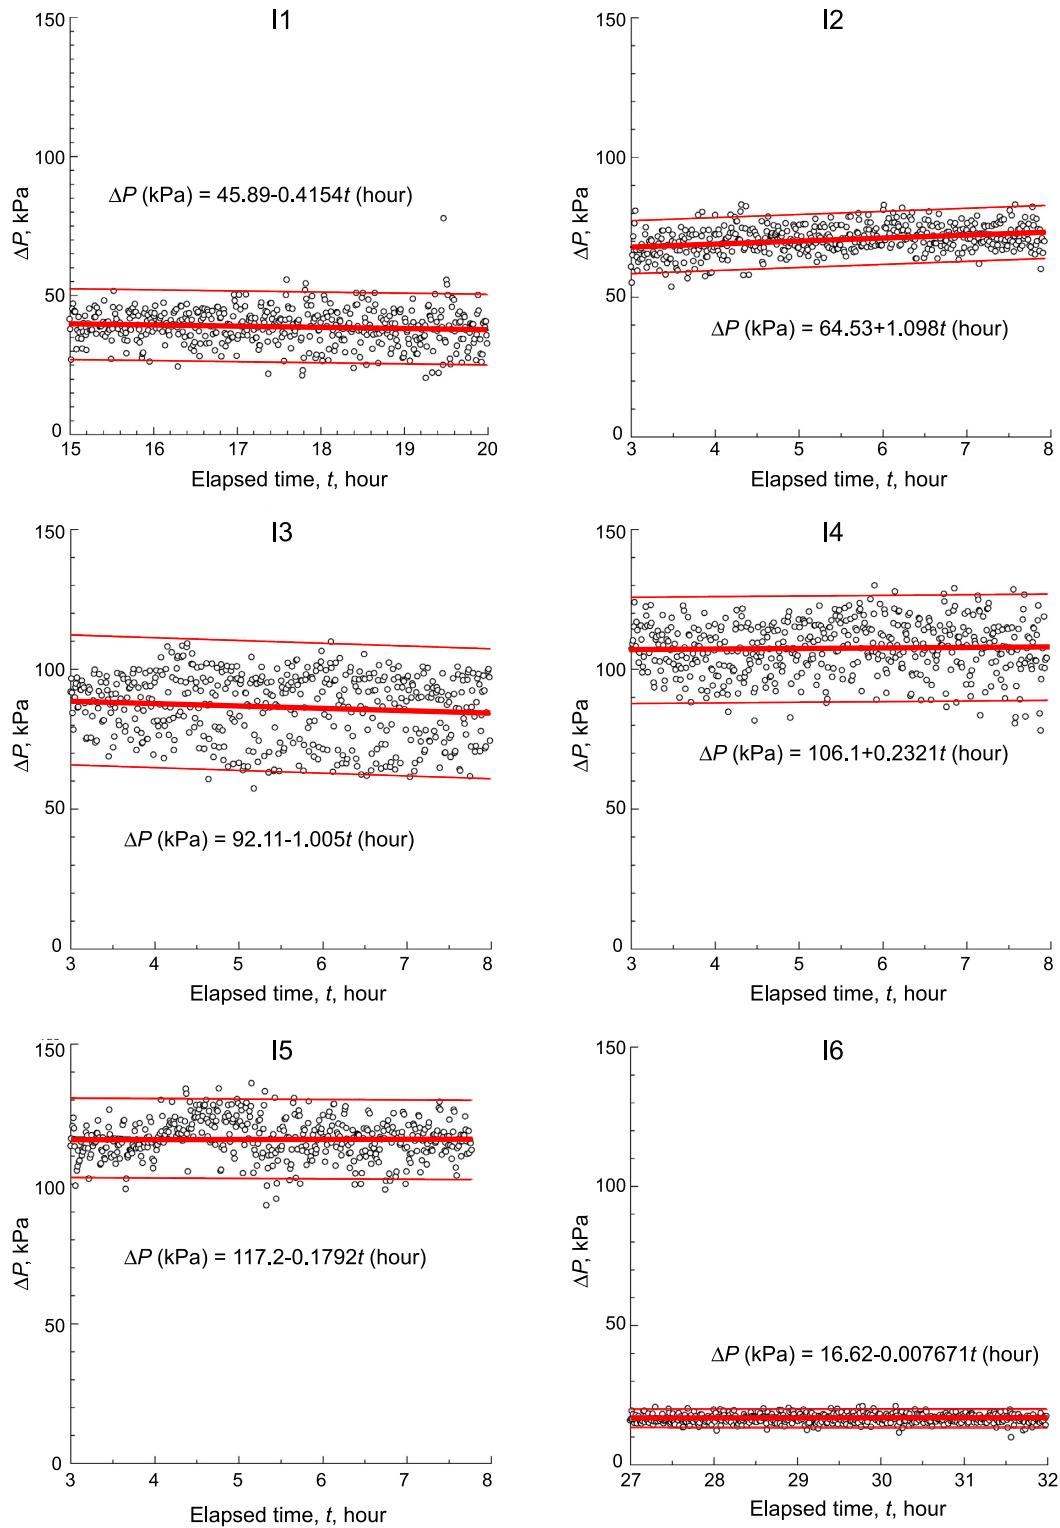 I1
150
100
50
0
ΔP, kPa
ΔP (kPa) = 45.89-0.4154t (hour)
15 16 17 18 19 20
Elapsed time, t, hour
I2
150
100
50
0
ΔP, kPa
ΔP (kPa) = 64.53+1.098t (hour)
3 4 5 6 7 8
Elapsed time, t, hour
I3
150
100
50
0
ΔP, kPa
ΔP (kPa) = 92.11-1.005t (hour)
3 4 5 6 7 8
Elapsed time, t, hour
I4
150
100
50
0
ΔP, kPa
ΔP (kPa) = 106.1+0.2321t (hour)
3 4 5 6 7 8
Elapsed time, t, hour
I5
150
100
50
0
ΔP, kPa
ΔP (kPa) = 117.2-0.1792t (hour)
3 4 5 6 7 8
Elapsed time, t, hour
I6
150
100
50
0
ΔP, kPa
ΔP (kPa) = 16.62-0.007671t (hour)
27 28 29 30 31 32
Elapsed time, t, hour